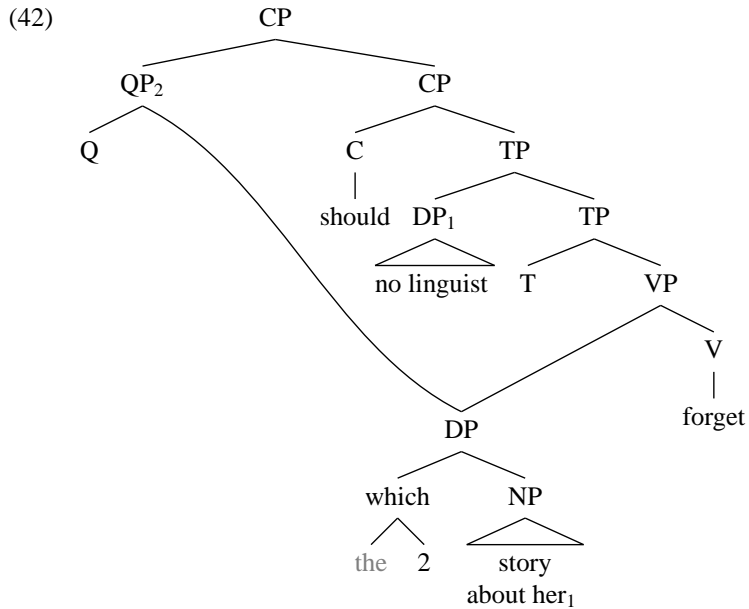 (42) CP
QP₂ CP
Q C TP
should DP₁ TP
no linguist T VP
V
forget
DP
which NP
the 2 story
about her₁